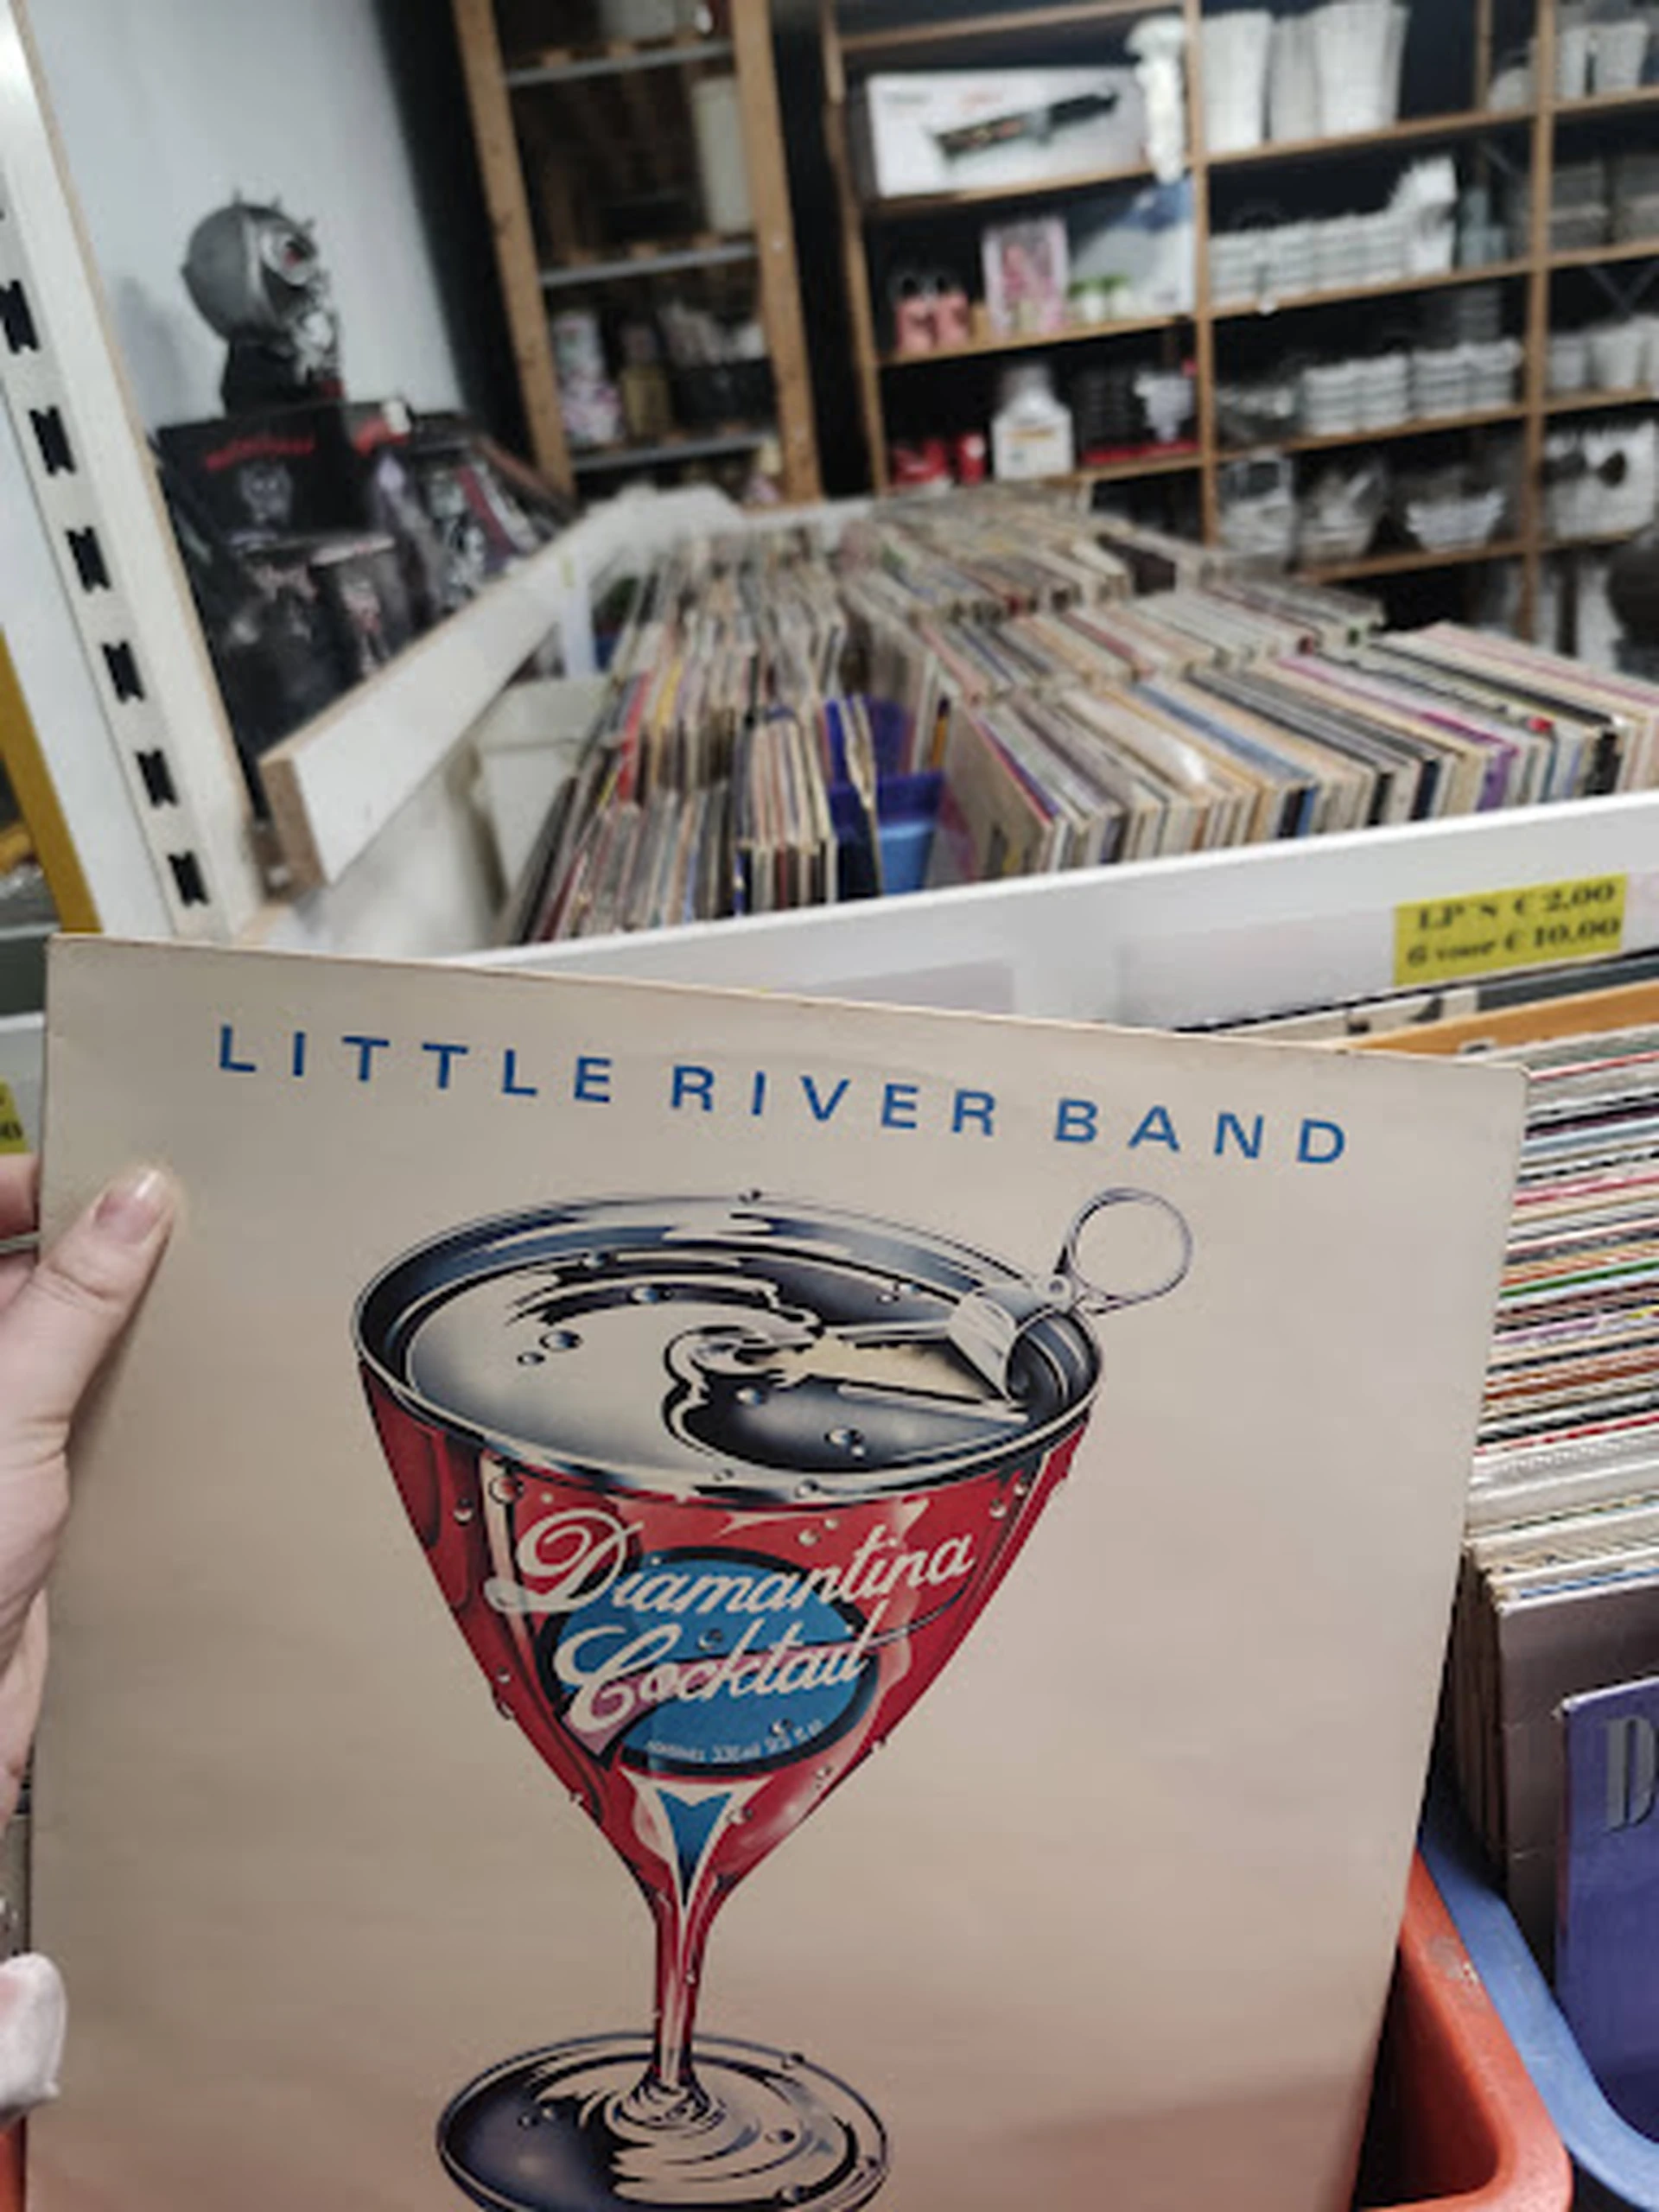 LP'S € 2,00
6 voor € 10,00
LITTLE RIVER BAND
Diamantina
Cocktail